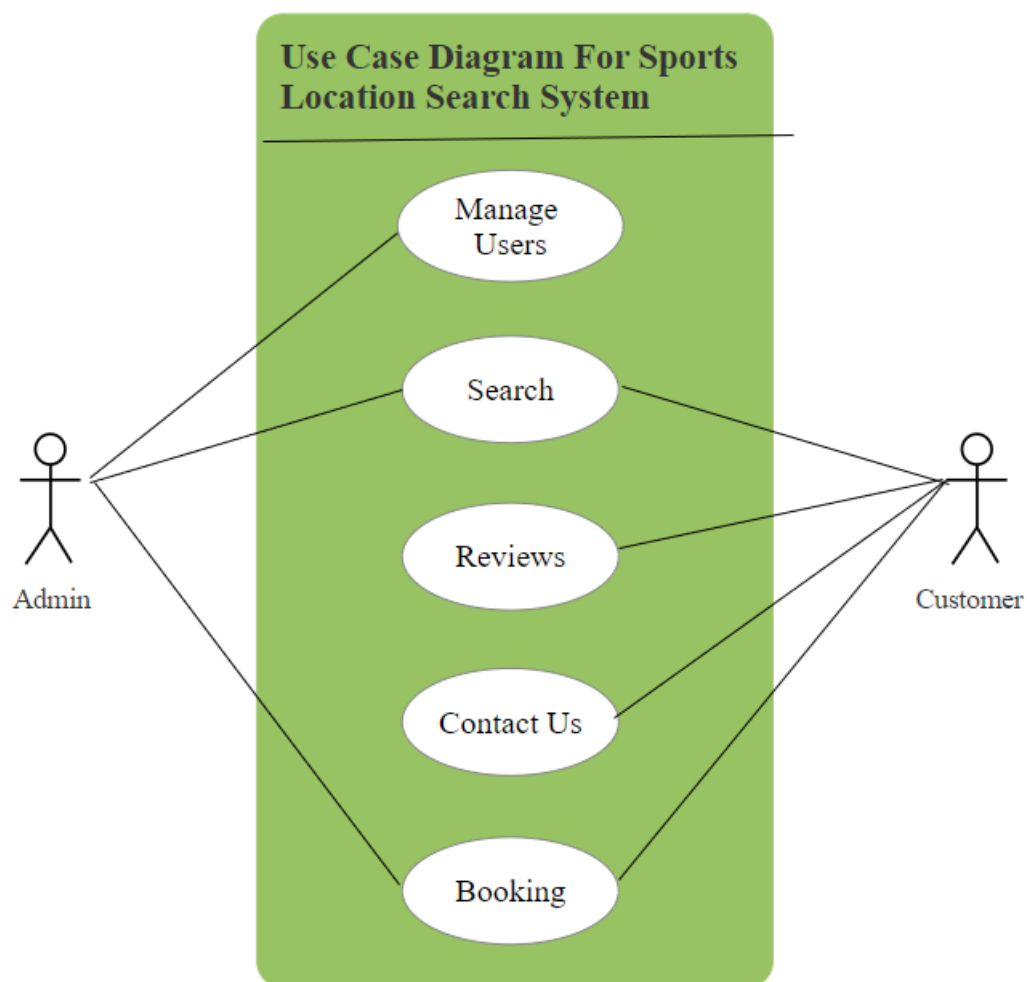 Use Case Diagram For Sports
Location Search System
Manage
Users
Search
Admin
Reviews
Customer
Contact Us
Booking